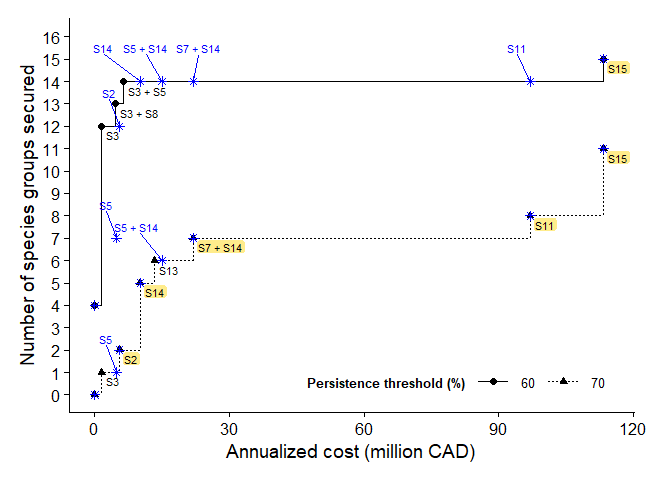 Number of species groups secured
16
15
14
13
12
11
10
9
8
7
6
5
4
3
2
1
0
S14
S5 + S14
S7 + S14
S11
S15
S3 + S5
S2
S3 + S8
S3
S15
S5
S5 + S14
S11
S7 + S14
S13
S14
S5
S2
S3
Persistence threshold (%)
60
70
0
30
60
90
120
Annualized cost (million CAD)